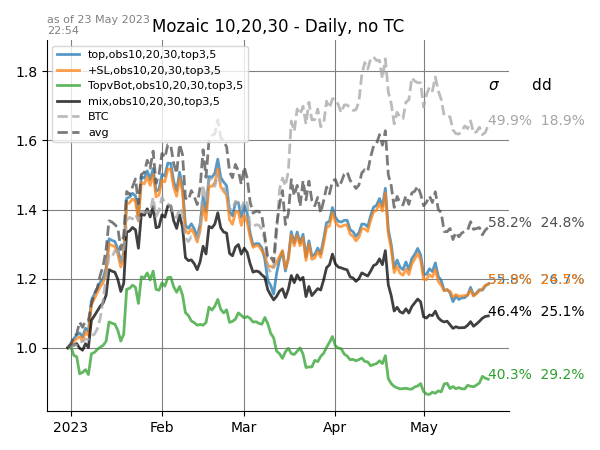 as of 23 May 2023
22:54
Mozaic 10,20,30 - Daily, no TC
top,obs10,20,30,top3,5
+SL,obs10,20,30,top3,5
TopvBot,obs10,20,30,top3,5
mix,obs10,20,30,top3,5
BTC
avg
σ dd
49.9% 18.9%
58.2% 24.8%
46.4% 25.1%
40.3% 29.2%
1.8
1.6
1.4
1.2
1.0
2023 Feb Mar Apr May